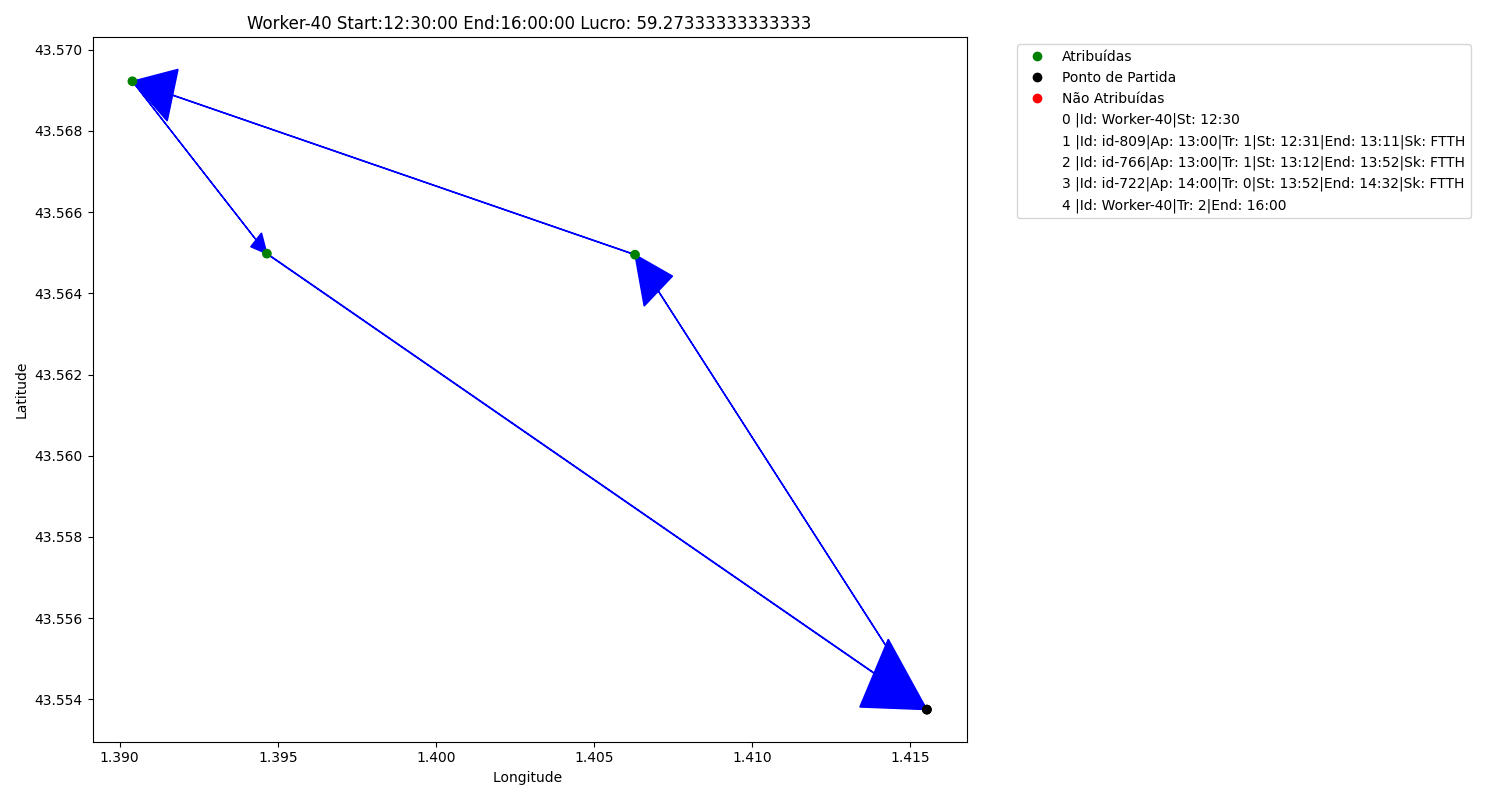 Worker-40 Start:12:30:00 End:16:00:00 Lucro: 59.27333333333333
43.570
43.568
43.566
43.564
43.562
43.560
43.558
43.556
43.554
Latitude
1.390
1.395
1.400
1.405
1.410
1.415
Longitude
Atribuídas
Ponto de Partida
Não Atribuídas
0 |Id: Worker-40|St: 12:30
1 |Id: id-809|Ap: 13:00|Tr: 1|St: 12:31|End: 13:11|Sk: FTTH
2 |Id: id-766|Ap: 13:00|Tr: 1|St: 13:12|End: 13:52|Sk: FTTH
3 |Id: id-722|Ap: 14:00|Tr: 0|St: 13:52|End: 14:32|Sk: FTTH
4 |Id: Worker-40|Tr: 2|End: 16:00